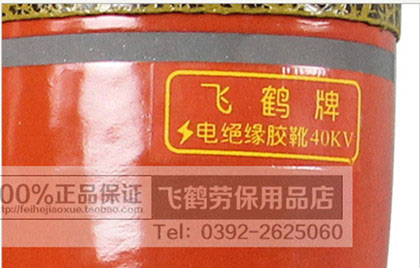 飞鹤牌
⚡电绝缘胶靴40KV
00%正品保证
http://feihejiaoxue.taobao.com
飞鹤劳保用品店
Tel: 0392-2625060